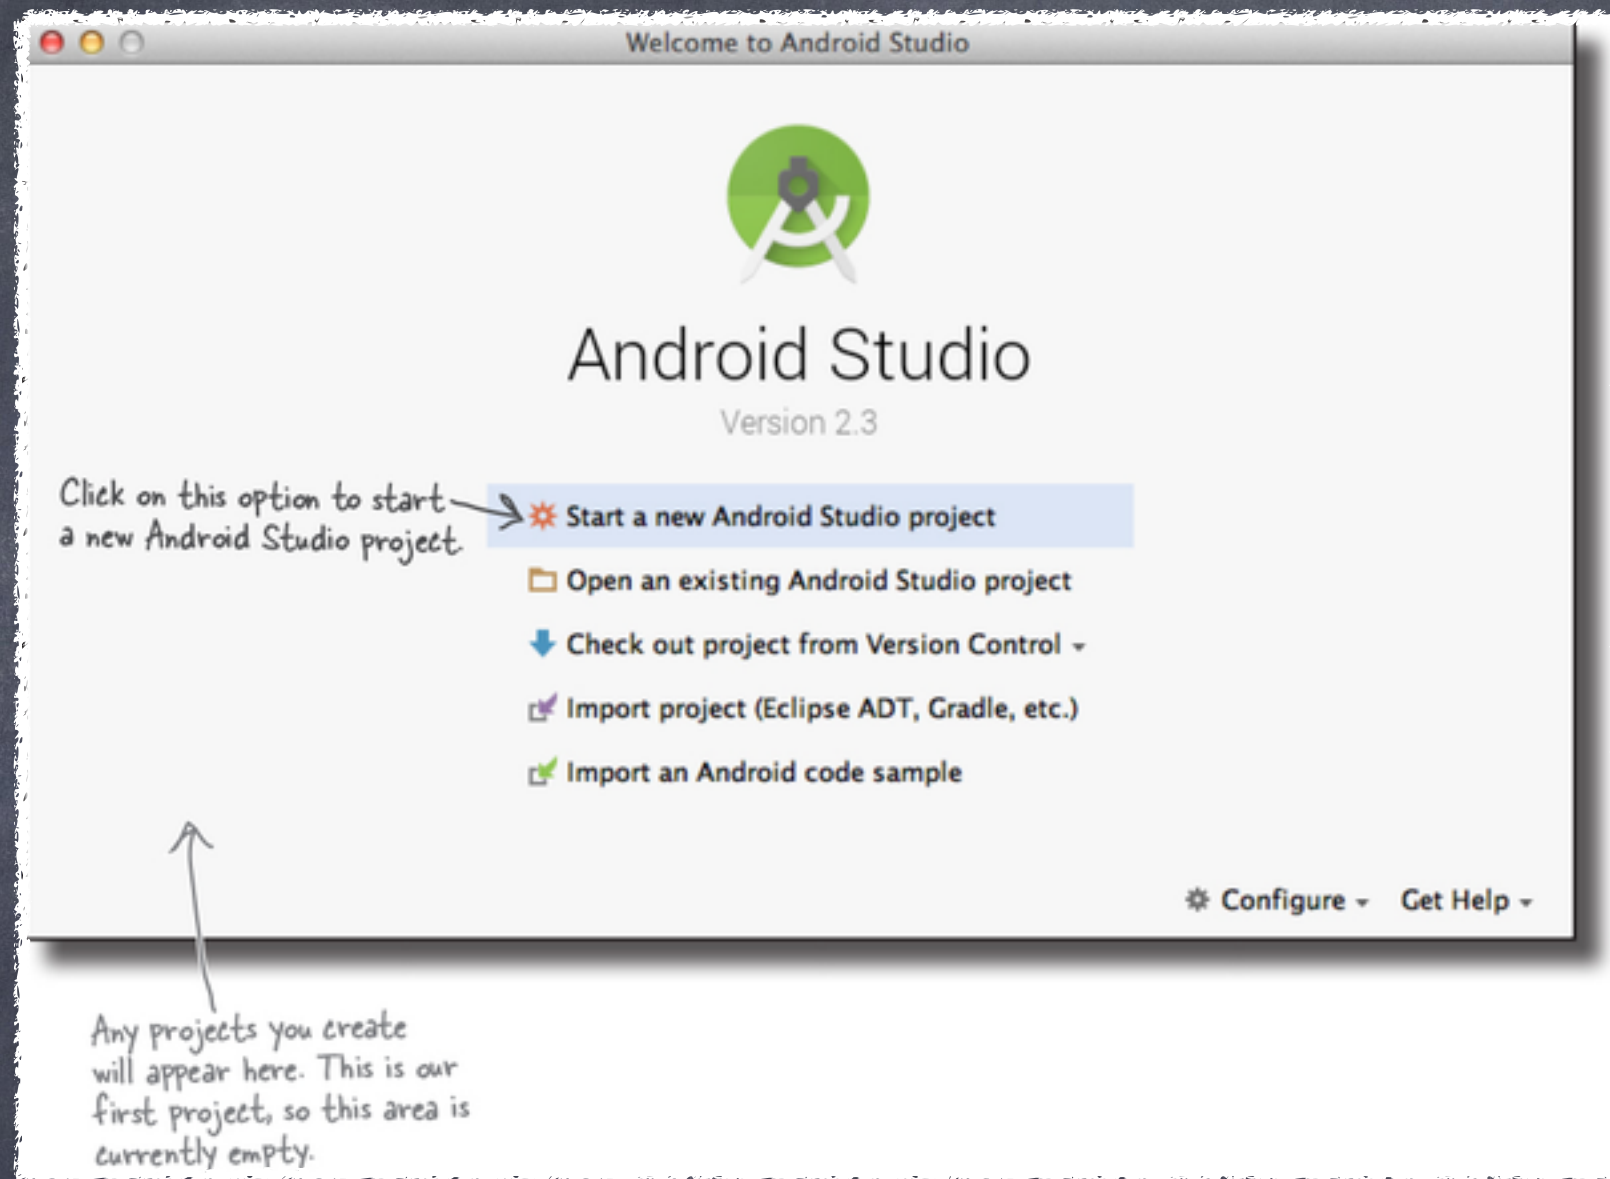 Welcome to Android Studio
Android Studio
Version 2.3
Click on this option to start
a new Android Studio project.
Start a new Android Studio project
Open an existing Android Studio project
Check out project from Version Control
Import project (Eclipse ADT, Gradle, etc.)
Import an Android code sample
Configure
Get Help
Any projects you create
will appear here. This is our
first project, so this area is
currently empty.